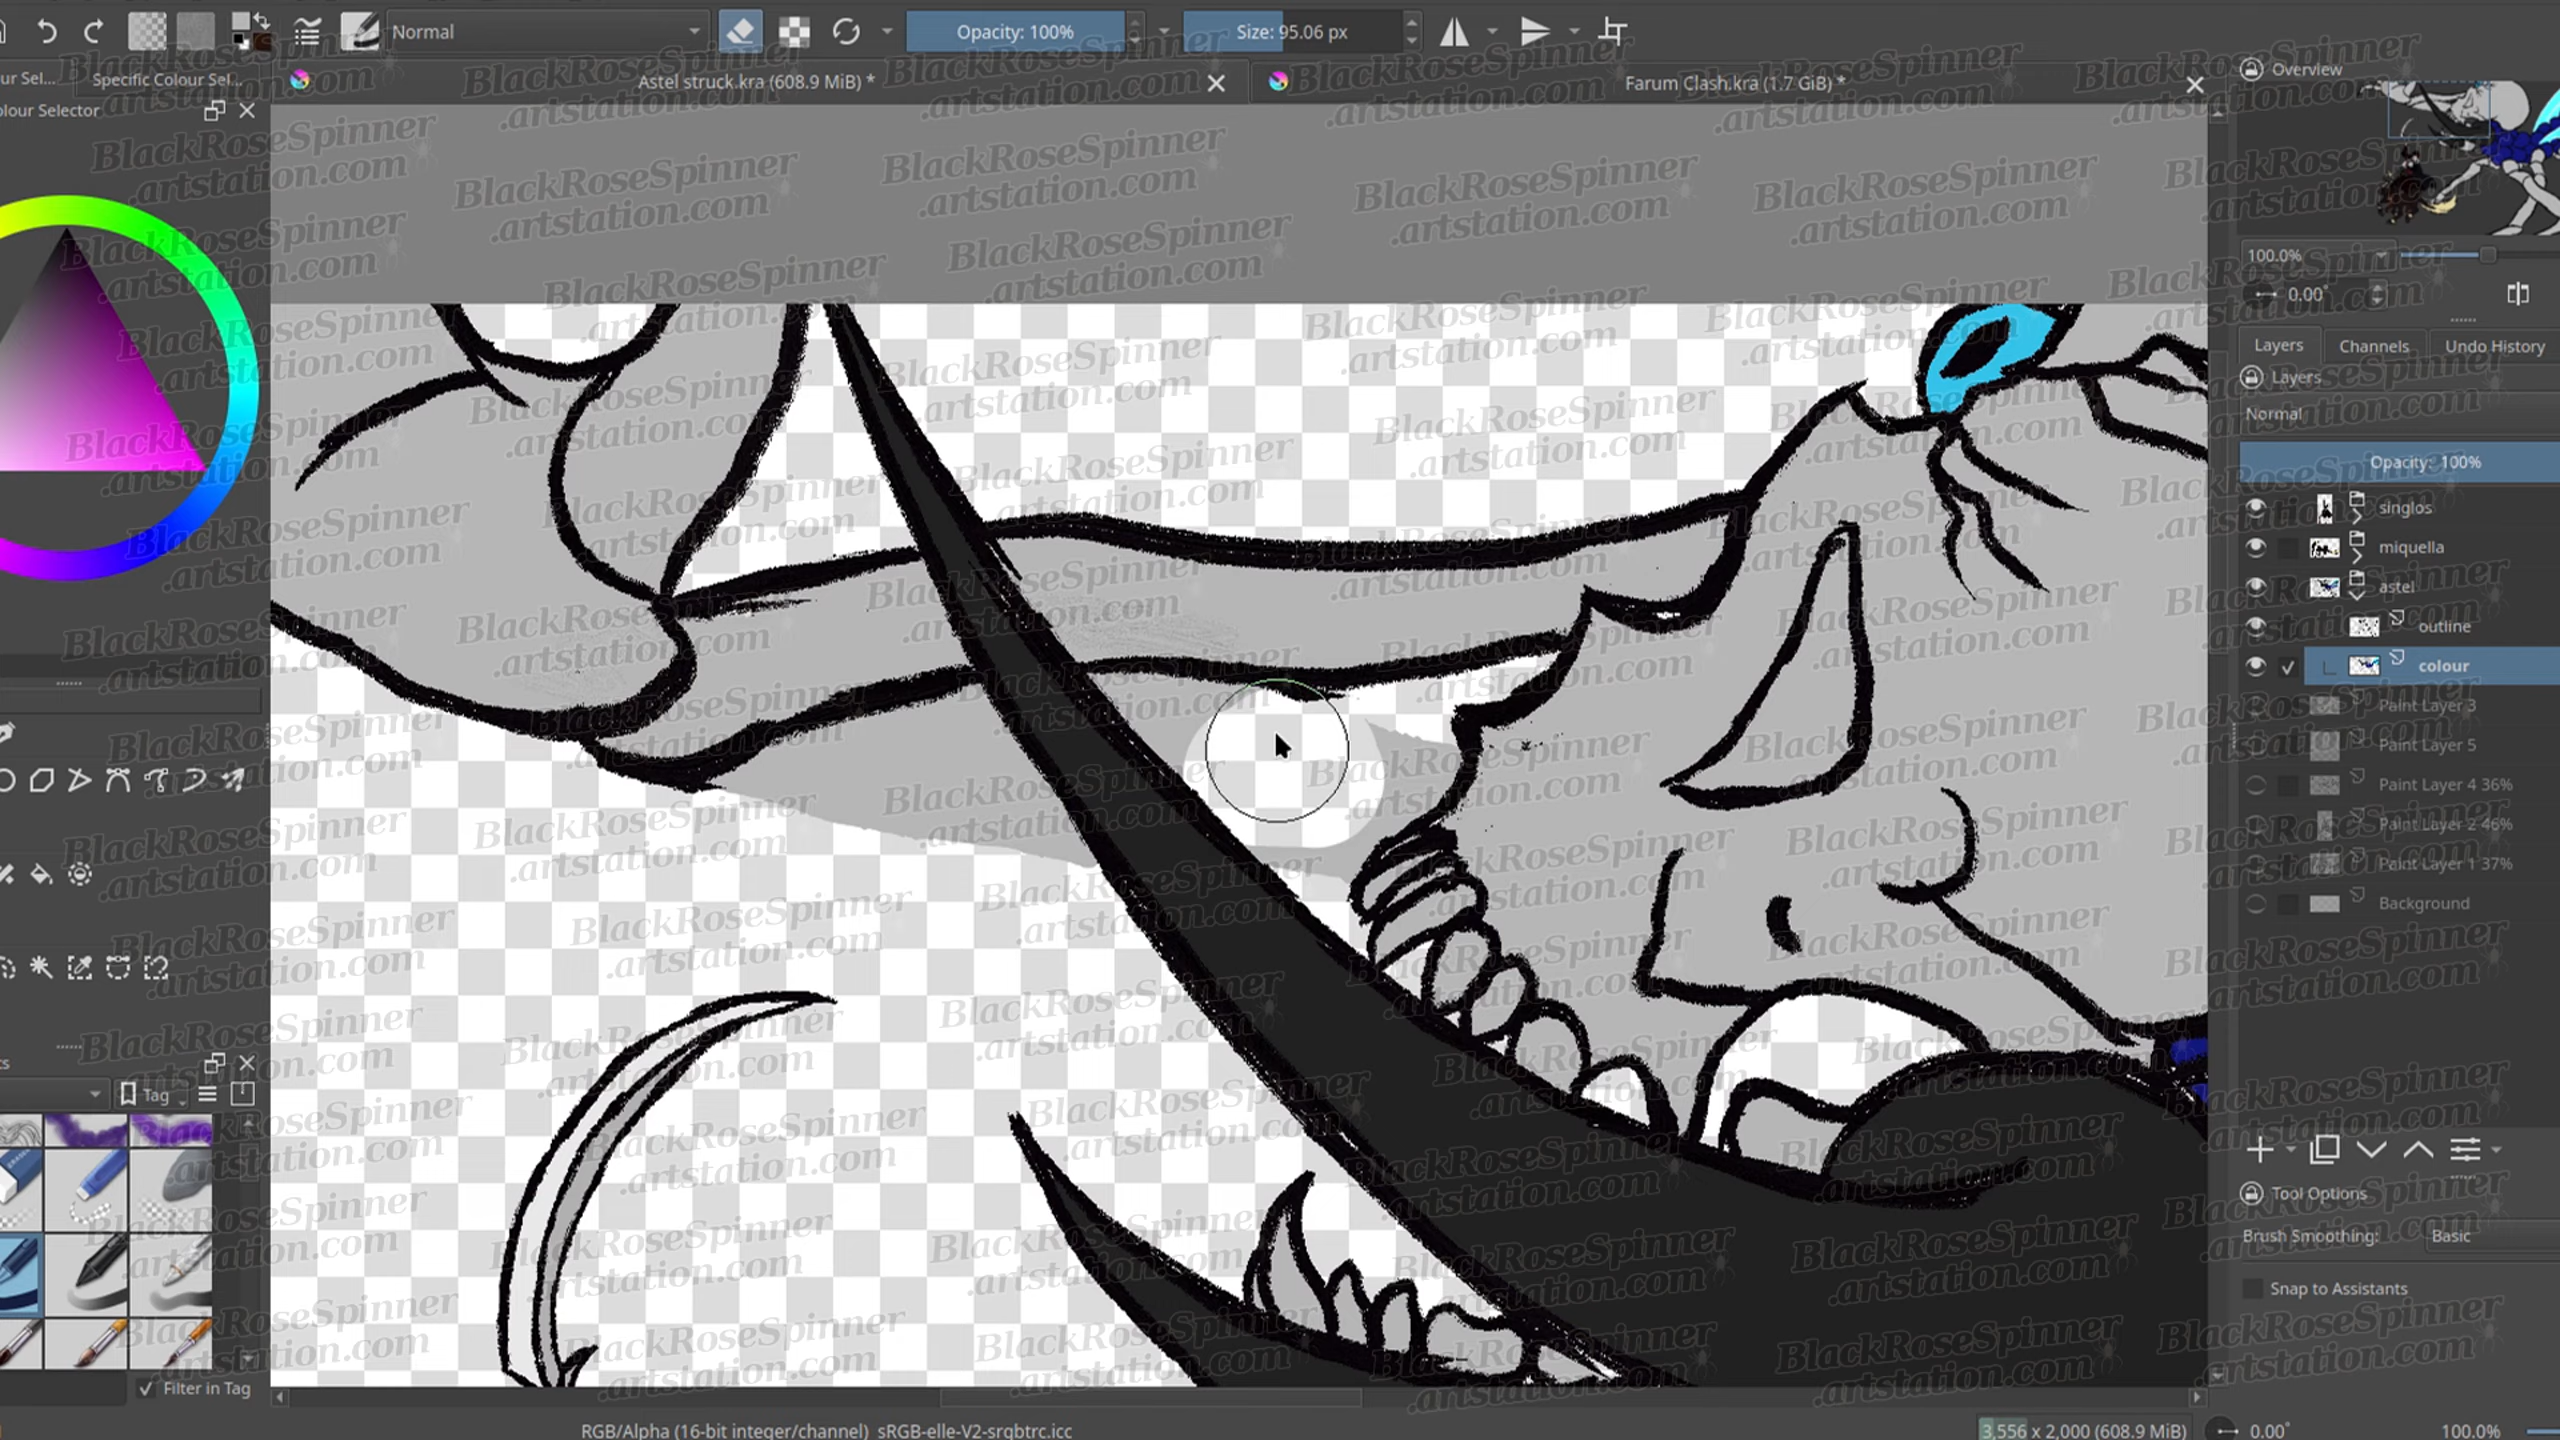 Normal
Opacity: 100%
Size: 95.06 px
ur Sel...
Specific Colour Sel...
Astel struck.kra (608.9 MiB) *
Farum Clash.kra (1.7 GiB) *
Overview
olour Selector
100.0%
0.00°
Layers
Channels
Undo History
Layers
Normal
Opacity: 100%
singlos
miquella
astel
outline
colour
Paint Layer 3
Paint Layer 5
Paint Layer 4 36%
Paint Layer 2 46%
Paint Layer 1 37%
Background
Tag
Tool Options
Brush Smoothing:
Basic
Snap to Assistants
Filter in Tag
RGB/Alpha (16-bit integer/channel) sRGB-elle-V2-srgbtrc.icc
3,556 x 2,000 (608.9 MiB)
0.00°
100.0%
BlackRoseSpinner
.artstation.com